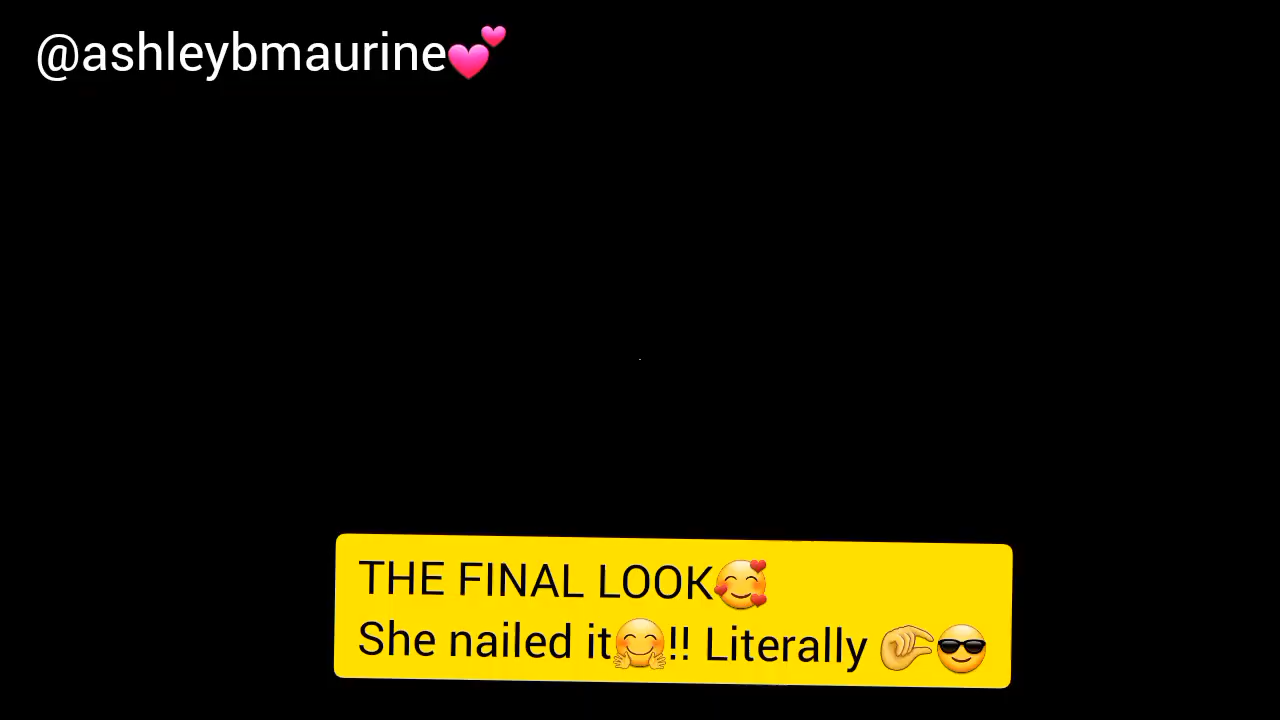 @ashleybmaurine💕
THE FINAL LOOK🥰
She nailed it🤗!! Literally 🤏😎